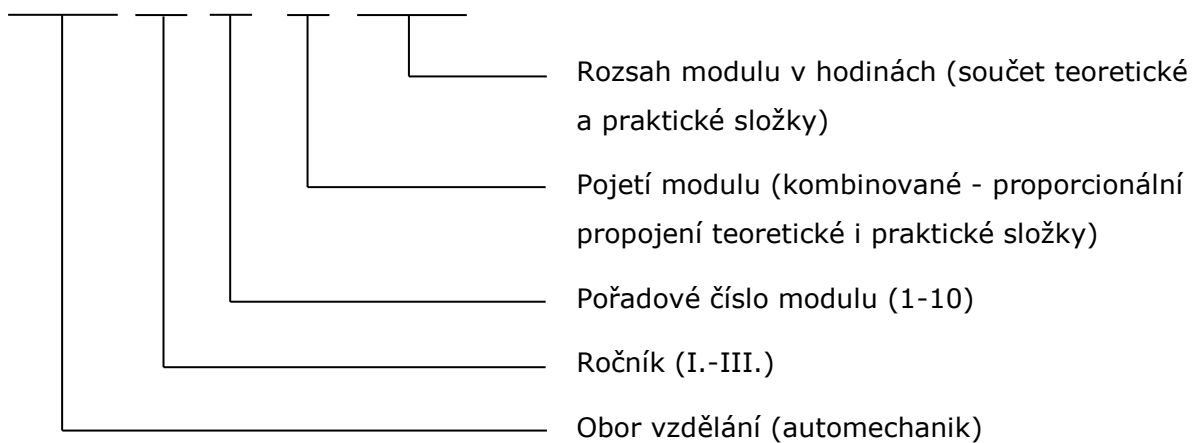 Rozsah modulu v hodinách (součet teoretické
a praktické složky)
Pojetí modulu (kombinované - proporcionální
propojení teoretické i praktické složky)
Pořadové číslo modulu (1-10)
Ročník (I.-III.)
Obor vzdělání (automechanik)